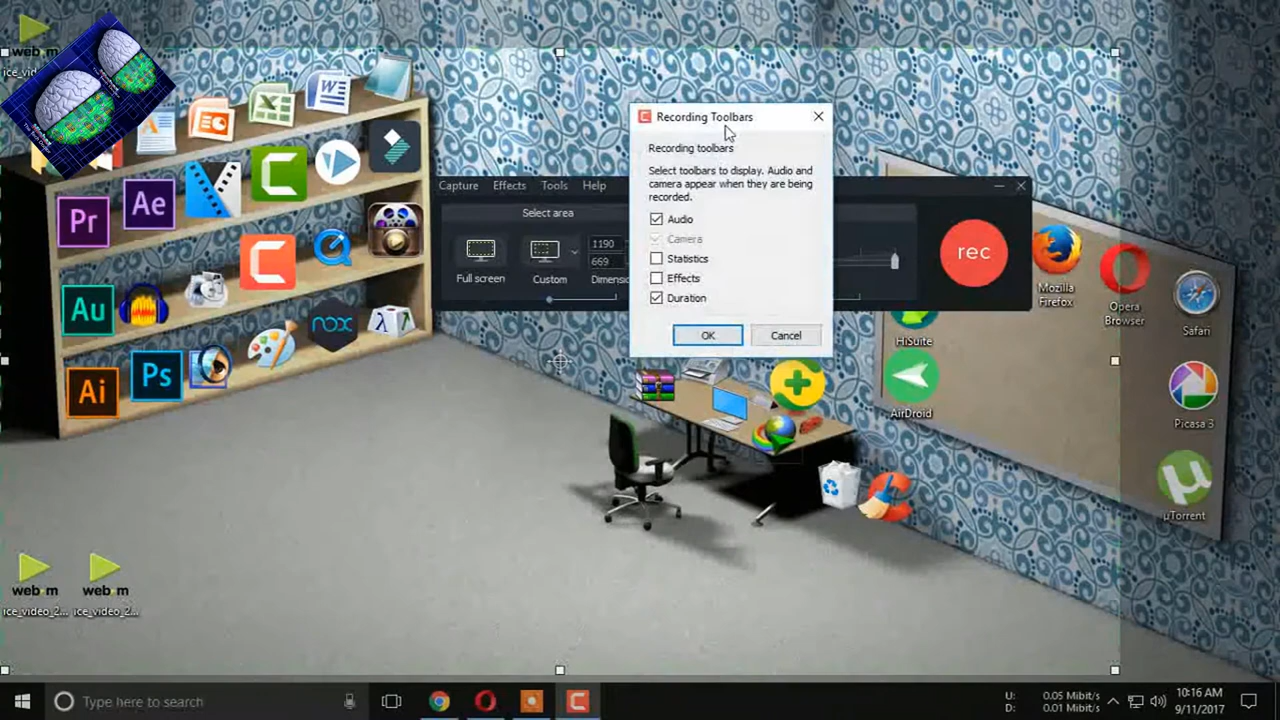 web·m
ice_vi
W
X
A
Pr
Ae
C
Au
C
nox
λ
Ai
Ps
Recording Toolbars
Recording toolbars
Select toolbars to display. Audio and
camera appear when they are being
recorded.
Audio
Camera
Statistics
Effects
Duration
OK
Cancel
Capture
Effects
Tools
Help
Select area
Full screen
Custom
1190
669
Dimensio
rec
Mozilla
Firefox
Opera
Browser
Safari
HiSuite
AirDroid
Picasa 3
µ
µTorrent
web·m
web·m
ice_video_2...
ice_video_2...
Type here to search
U:
0.05 Mibit/s
D:
0.01 Mibit/s
10:16 AM
9/11/2017